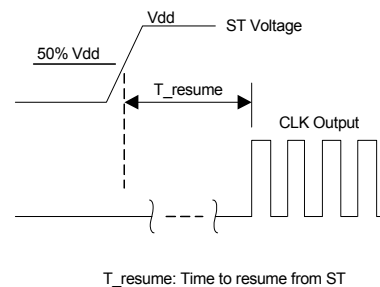 Vdd
ST Voltage
50% Vdd
T_resume
CLK Output
T_resume: Time to resume from ST